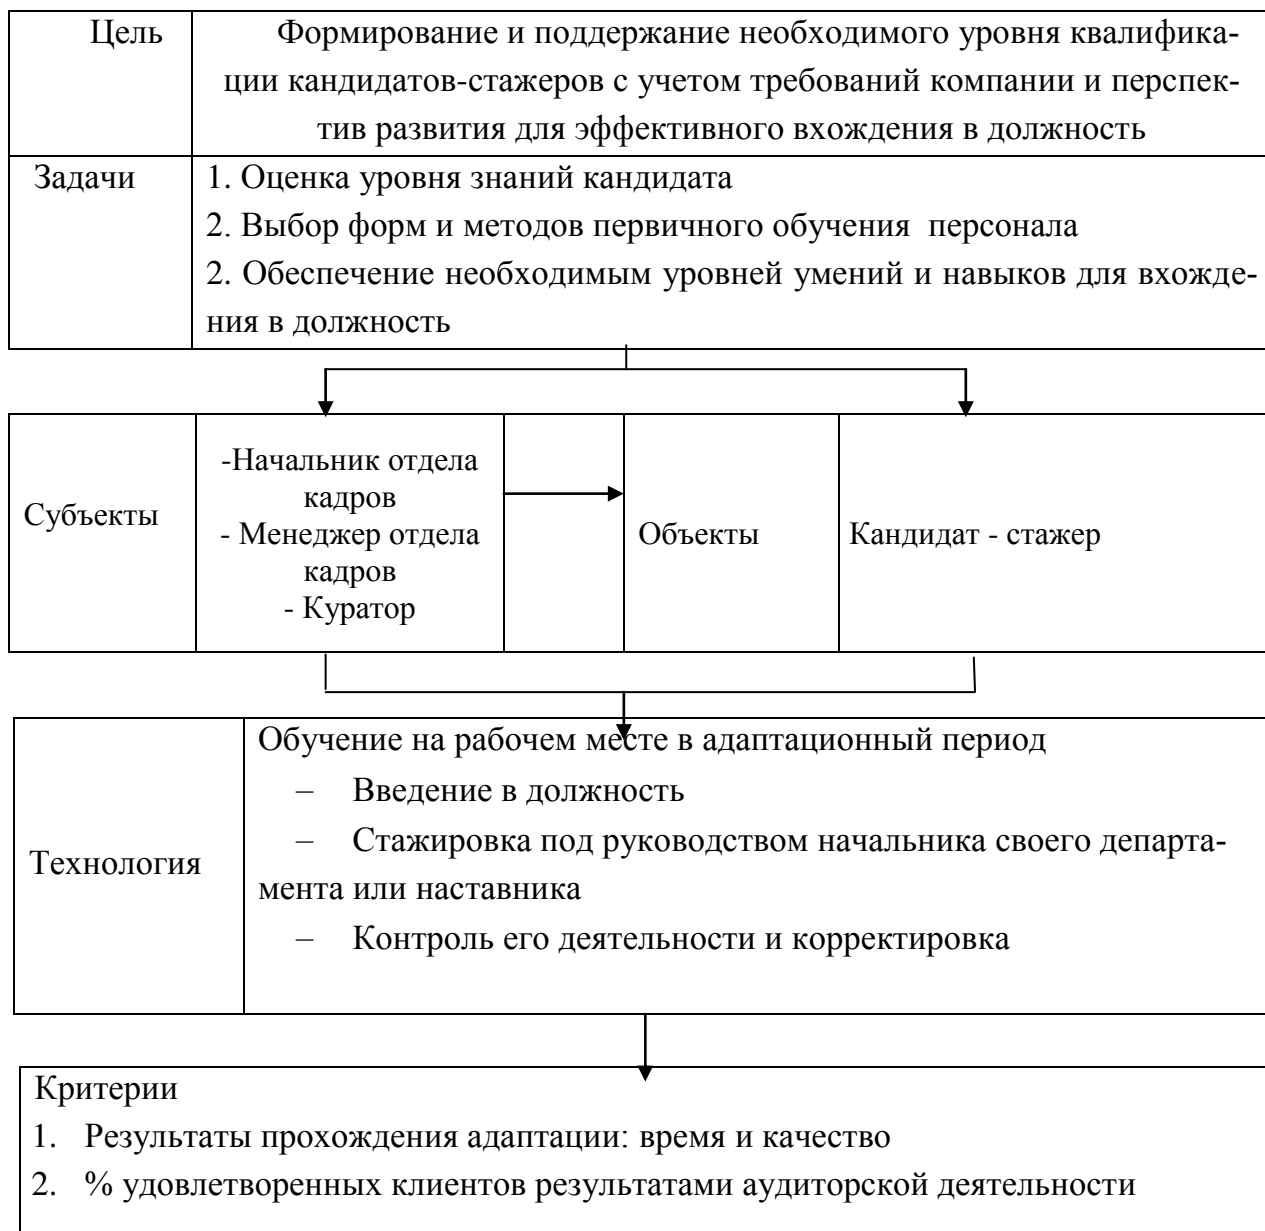 Цель
Формирование и поддержание необходимого уровня квалифика-
ции кандидатов-стажеров с учетом требований компании и перспек-
тив развития для эффективного вхождения в должность
Задачи
1. Оценка уровня знаний кандидата
2. Выбор форм и методов первичного обучения персонала
2. Обеспечение необходимым уровней умений и навыков для вхожде-
ния в должность
Субъекты
-Начальник отдела
кадров
- Менеджер отдела
кадров
- Куратор
Объекты
Кандидат - стажер
Технология
Обучение на рабочем месте в адаптационный период
– Введение в должность
– Стажировка под руководством начальника своего департа-
мента или наставника
– Контроль его деятельности и корректировка
Критерии
1. Результаты прохождения адаптации: время и качество
2. % удовлетворенных клиентов результатами аудиторской деятельности